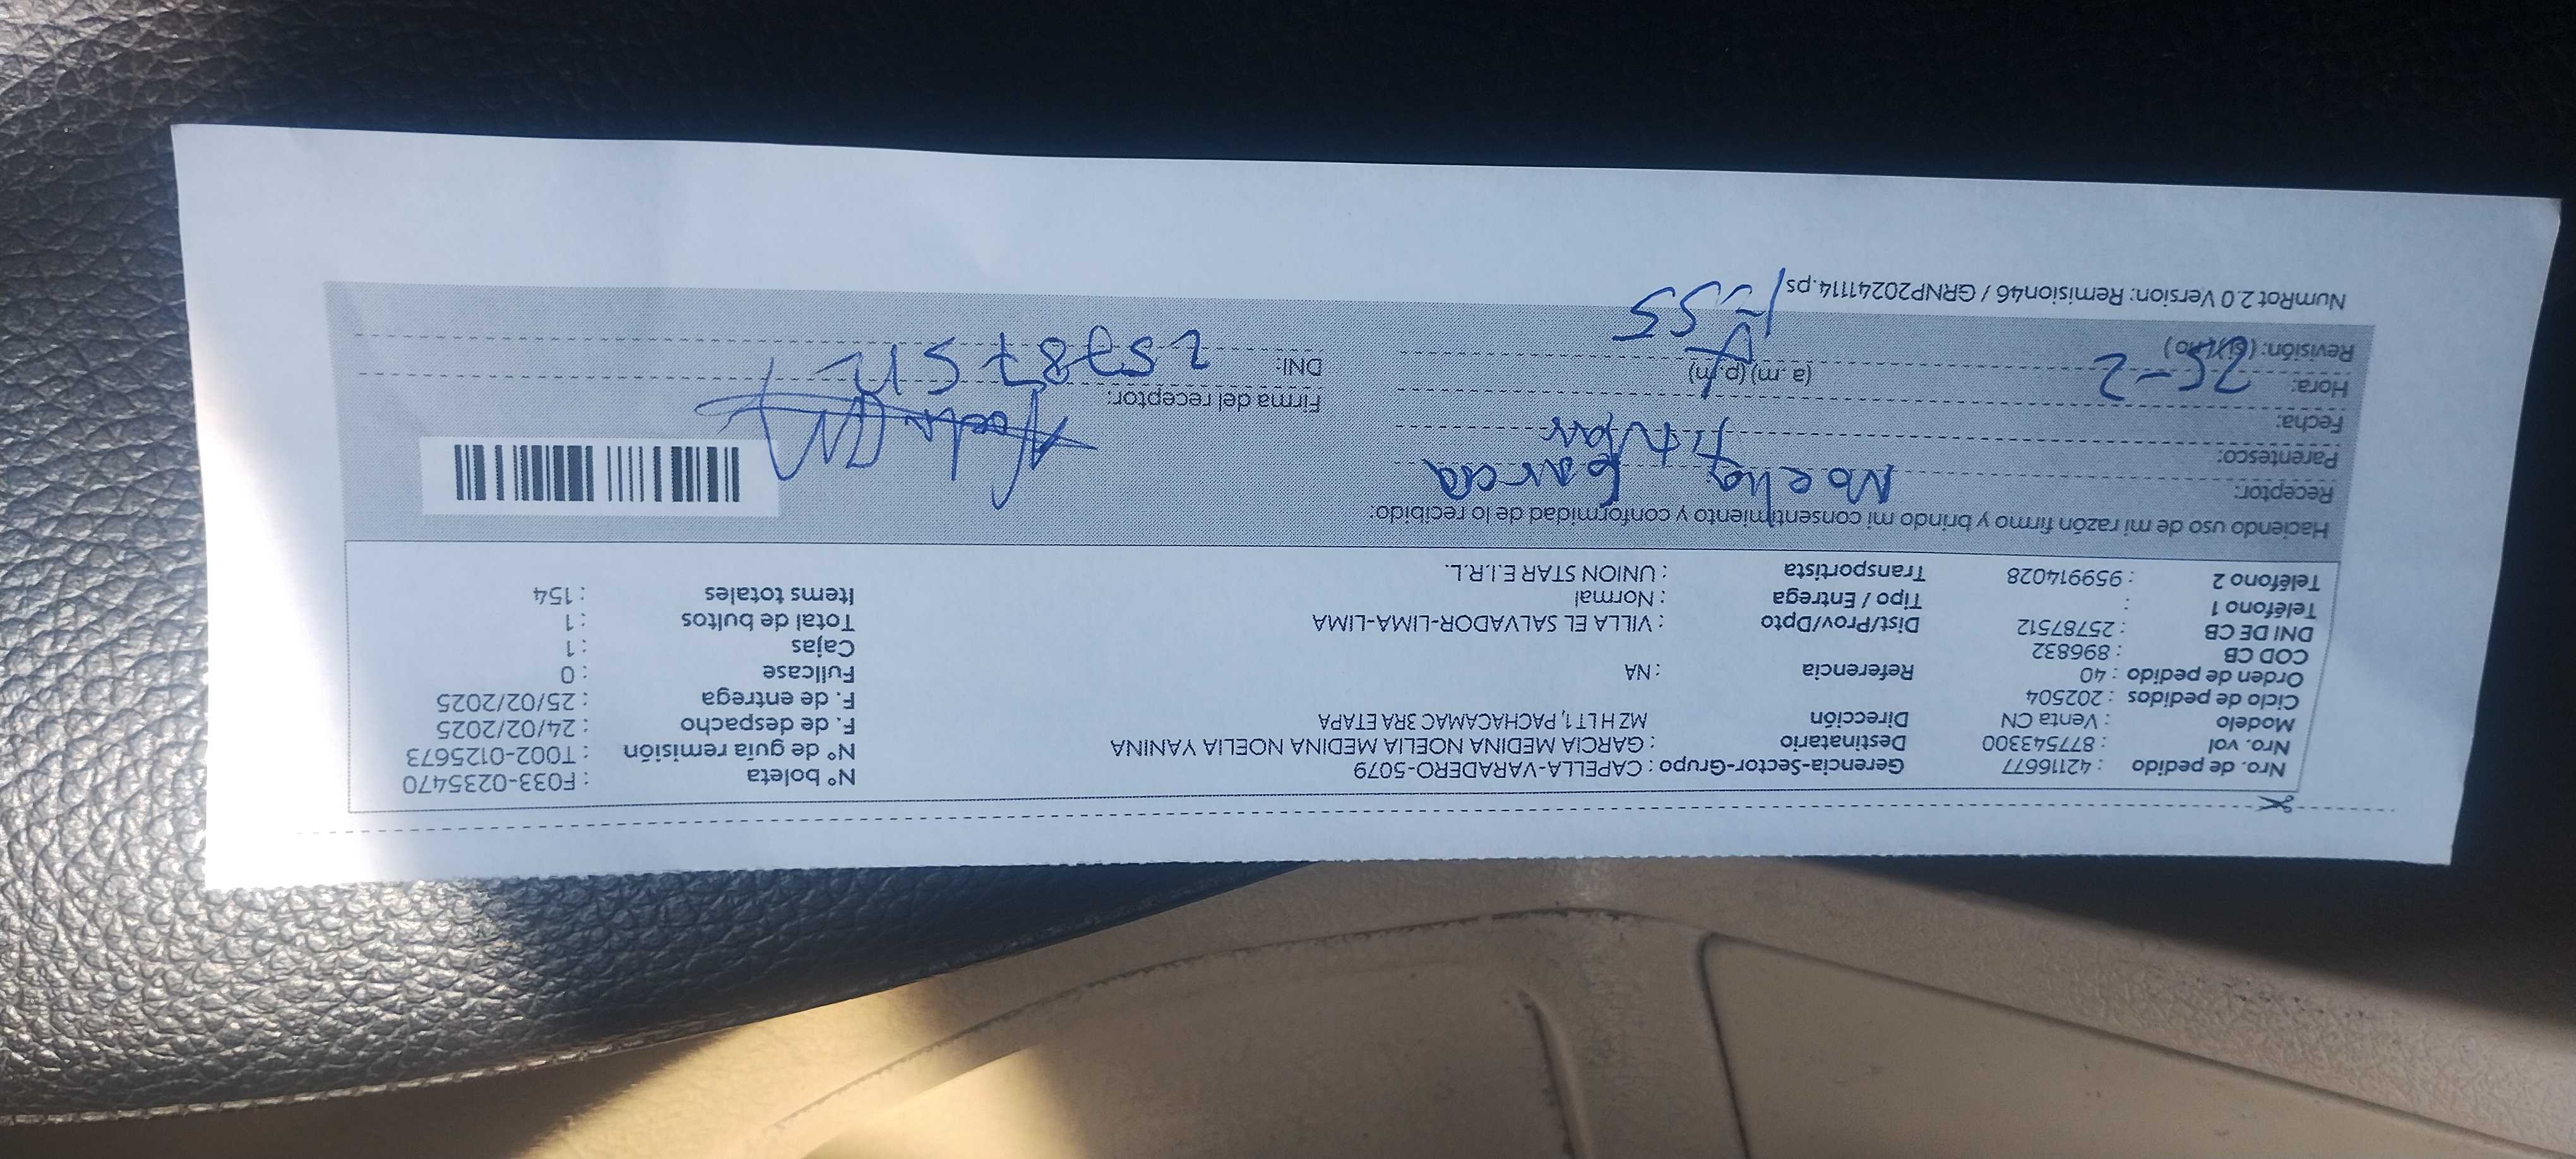 Nro. de pedido : 42116677 Gerencia-Sector-Grupo : CAPELLA-VARADERO-5079 N° boleta : F033-0235470
Nro. vol : 877543300 Destinatario : GARCIA MEDINA NOELIA MEDINA NOELIA YANINA N° de guía remisión : T002-0125673
Modelo : Venta CN Dirección MZ H LT 1, PACHACAMAC 3RA ETAPA F. de despacho : 24/02/2025
Ciclo de pedidos : 202504 F. de entrega : 25/02/2025
Orden de pedido : 40 Referencia : NA Fullcase : 0
COD CB : 896832 Cajas : 1
DNI DE CB : 25787512 Dist/Prov/Dpto : VILLA EL SALVADOR-LIMA-LIMA Total de bultos : 1
Teléfono 1 : Tipo / Entrega : Normal Items totales : 154
Teléfono 2 : 959914028 Transportista : UNION STAR E.I.R.L.
Haciendo uso de mi razón firmo y brindo mi consentimiento y conformidad de lo recibido:
Receptor: Noelia Garcia
Parentesco: titular
Fecha: 25-2
Firma del receptor:
Hora: (a.m) (p.m)
DNI:
Revisión: (si) (no) 1-55
NumRot 2.0 Version: Remision46 / GRNP20241114.ps